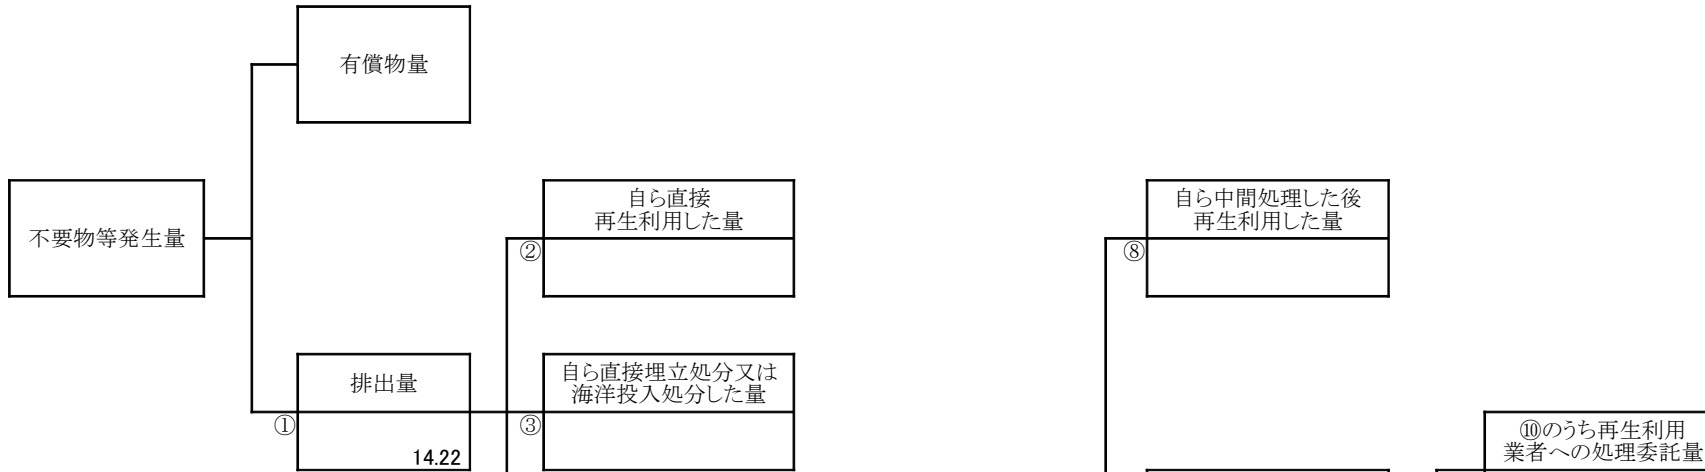 有償物量
不要物等発生量
自ら直接
再生利用した量
②
自ら中間処理した後
再生利用した量
⑧
排出量
①
14.22
自ら直接埋立処分又は
海洋投入処分した量
③
⑩のうち再生利用
業者への処理委託量